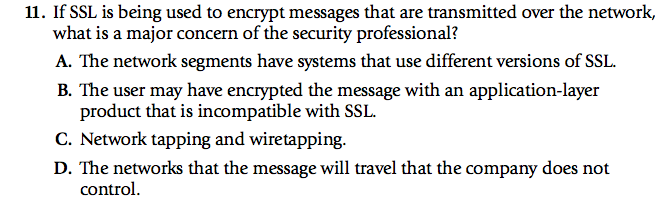 11. If SSL is being used to encrypt messages that are transmitted over the network,
what is a major concern of the security professional?
A. The network segments have systems that use different versions of SSL.
B. The user may have encrypted the message with an application-layer
product that is incompatible with SSL.
C. Network tapping and wiretapping.
D. The networks that the message will travel that the company does not
control.